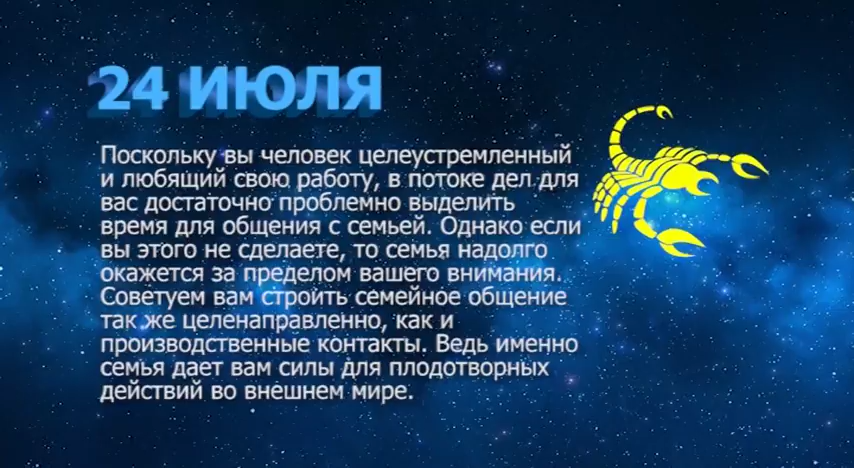 24 ИЮЛЯ
Поскольку вы человек целеустремленный
и любящий свою работу, в потоке дел для
вас достаточно проблемно выделить
время для общения с семьей. Однако если
вы этого не сделаете, то семья надолго
окажется за пределом вашего внимания.
Советуем вам строить семейное общение
так же целенаправленно, как и
производственные контакты. Ведь именно
семья дает вам силы для плодотворных
действий во внешнем мире.